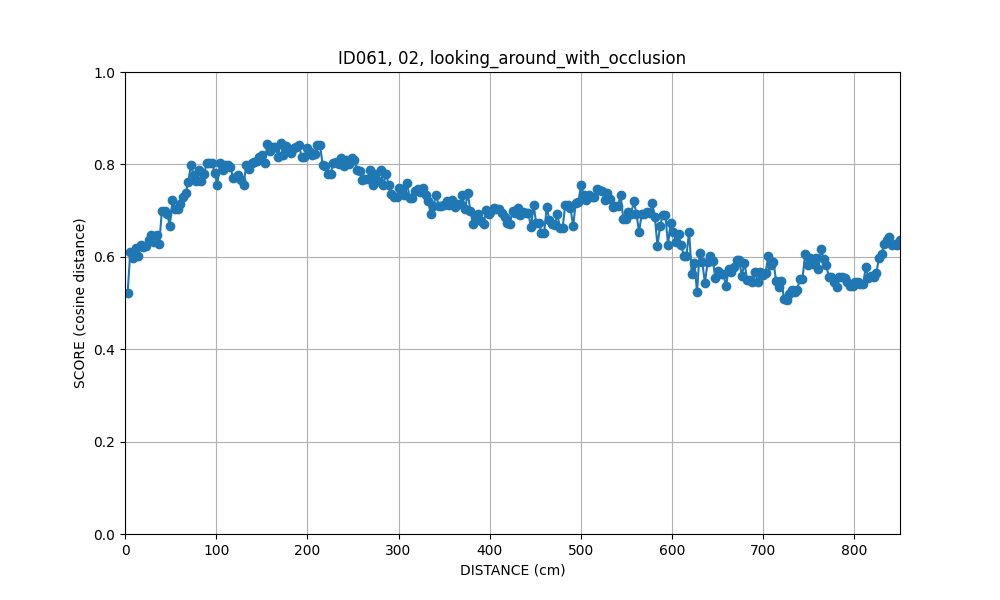 ID061, 02, looking_around_with_occlusion
1.0
0.8
0.6
0.4
0.2
0.0
SCORE (cosine distance)
0 100 200 300 400 500 600 700 800
DISTANCE (cm)